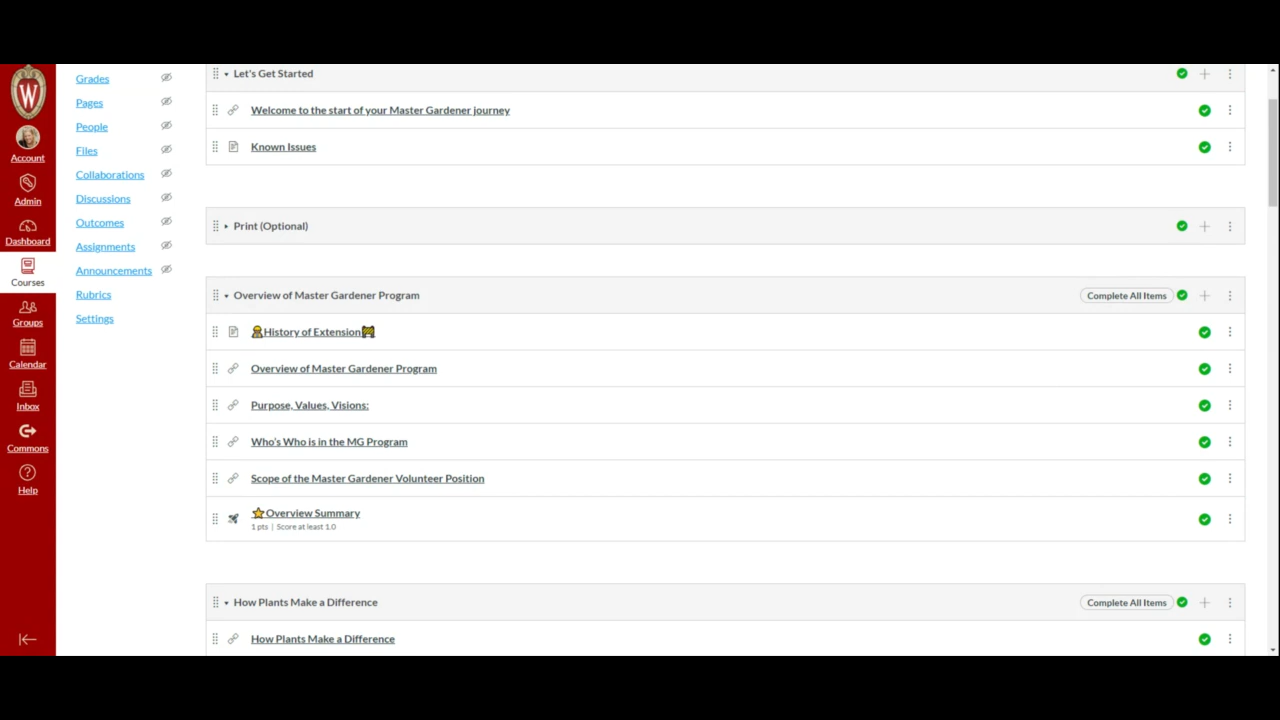 W
Account
Admin
Dashboard
Courses
Groups
Calendar
Inbox
Commons
Help
Grades
Pages
People
Files
Collaborations
Discussions
Outcomes
Assignments
Announcements
Rubrics
Settings
Let's Get Started
Welcome to the start of your Master Gardener journey
Known Issues
Print (Optional)
Overview of Master Gardener Program Complete All Items
History of Extension
Overview of Master Gardener Program
Purpose, Values, Visions:
Who's Who is in the MG Program
Scope of the Master Gardener Volunteer Position
Overview Summary
1 pts | Score at least 1.0
How Plants Make a Difference Complete All Items
How Plants Make a Difference